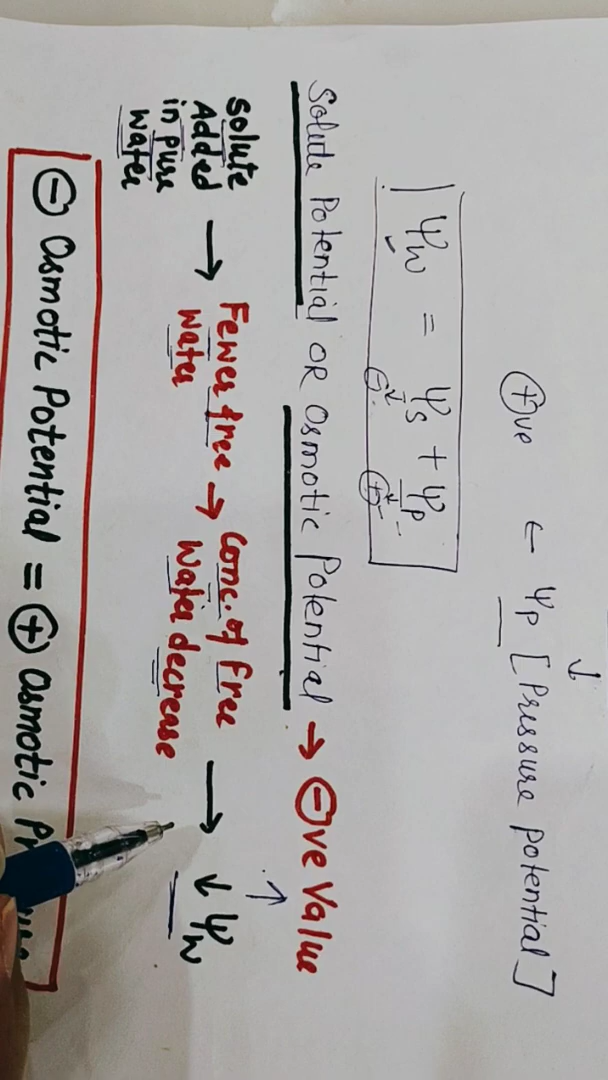 ↓
⊕ve ← Ψp [Pressure potential]
Ψw = Ψs + Ψp
⊖ ⊕
Solute Potential OR Osmotic Potential → ⊖ve Value
Solute Added in pure water → Fewer free water → Conc. of free water decrease → ↓ Ψw
⊖ Osmotic Potential = ⊕ Osmotic